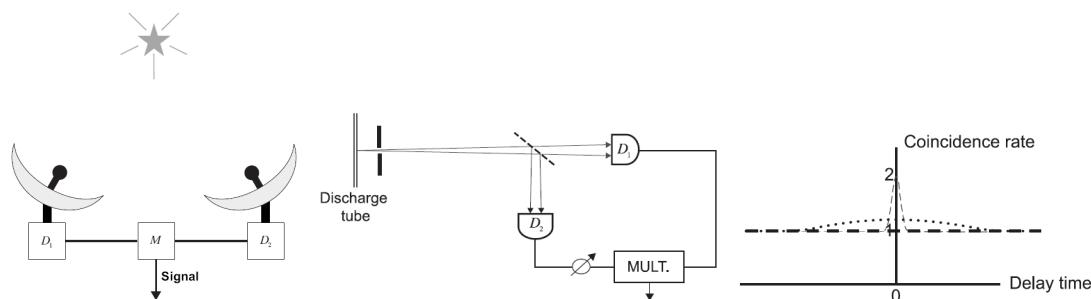 D₁
M
D₂
Signal
Discharge
tube
D₁
D₂
MULT.
Coincidence rate
2
1
0
Delay time